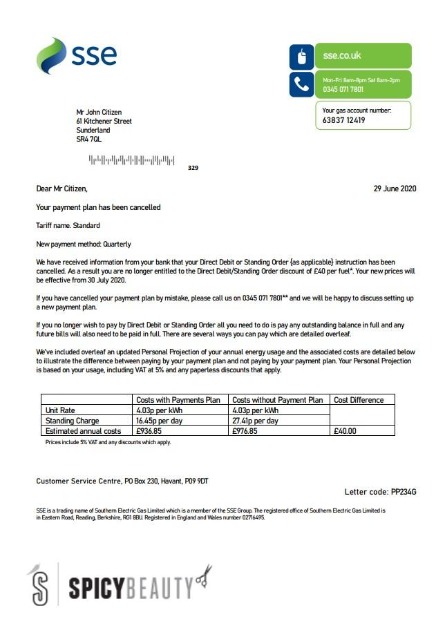 sse
sse.co.uk
Mon-Fri 8am-8pm Sat 8am-2pm
0345 071 7801
Your gas account number:
63837 12419
Mr John Citizen
61 Kitchener Street
Sunderland
SR4 7QL
329
Dear Mr Citizen,
29 June 2020
Your payment plan has been cancelled
Tariff name: Standard
New payment method: Quarterly
We have received information from your bank that your Direct Debit or Standing Order (as applicable) instruction has been
cancelled. As a result you are no longer entitled to the Direct Debit/Standing Order discount of £40 per fuel*. Your new prices will
be effective from 30 July 2020.
If you have cancelled your payment plan by mistake, please call us on 0345 071 7801** and we will be happy to discuss setting up
a new payment plan.
If you no longer wish to pay by Direct Debit or Standing Order all you need to do is pay any outstanding balance in full and any
future bills will also need to be paid in full. There are several ways you can pay which are detailed overleaf.
We've included overleaf an updated Personal Projection of your annual energy usage and the associated costs are detailed below
to illustrate the difference between paying by your payment plan and not paying by your payment plan. Your Personal Projection
is based on your usage, including VAT at 5% and any paperless discounts that apply.
Costs with Payments Plan Costs without Payment Plan Cost Difference
Unit Rate 4.03p per kWh 4.03p per kWh
Standing Charge 16.45p per day 27.41p per day
Estimated annual costs £936.85 £976.85 £40.00
Prices include 5% VAT and any discounts which apply.
Customer Service Centre, PO Box 230, Havant, P09 9DT
Letter code: PP234G
SSE is a trading name of Southern Electric Gas Limited which is a member of the SSE Group. The registered office of Southern Electric Gas Limited is
in Eastern Road, Reading, Berkshire, RG1 8BU. Registered in England and Wales number 02716495.
SPICYBEAUTY